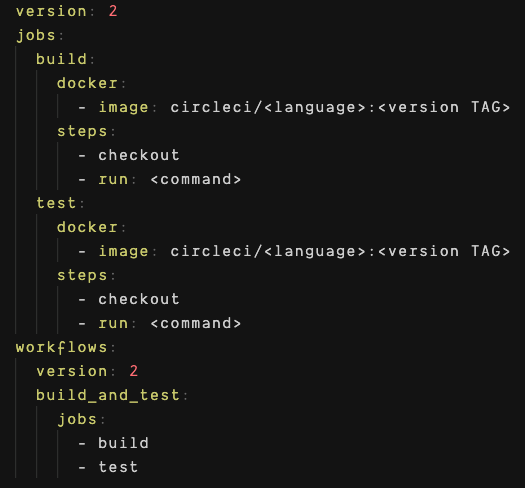 version: 2
jobs:
  build:
    docker:
      - image: circleci/<language>:<version TAG>
    steps:
      - checkout
      - run: <command>
  test:
    docker:
      - image: circleci/<language>:<version TAG>
    steps:
      - checkout
      - run: <command>
workflows:
  version: 2
  build_and_test:
    jobs:
      - build
      - test